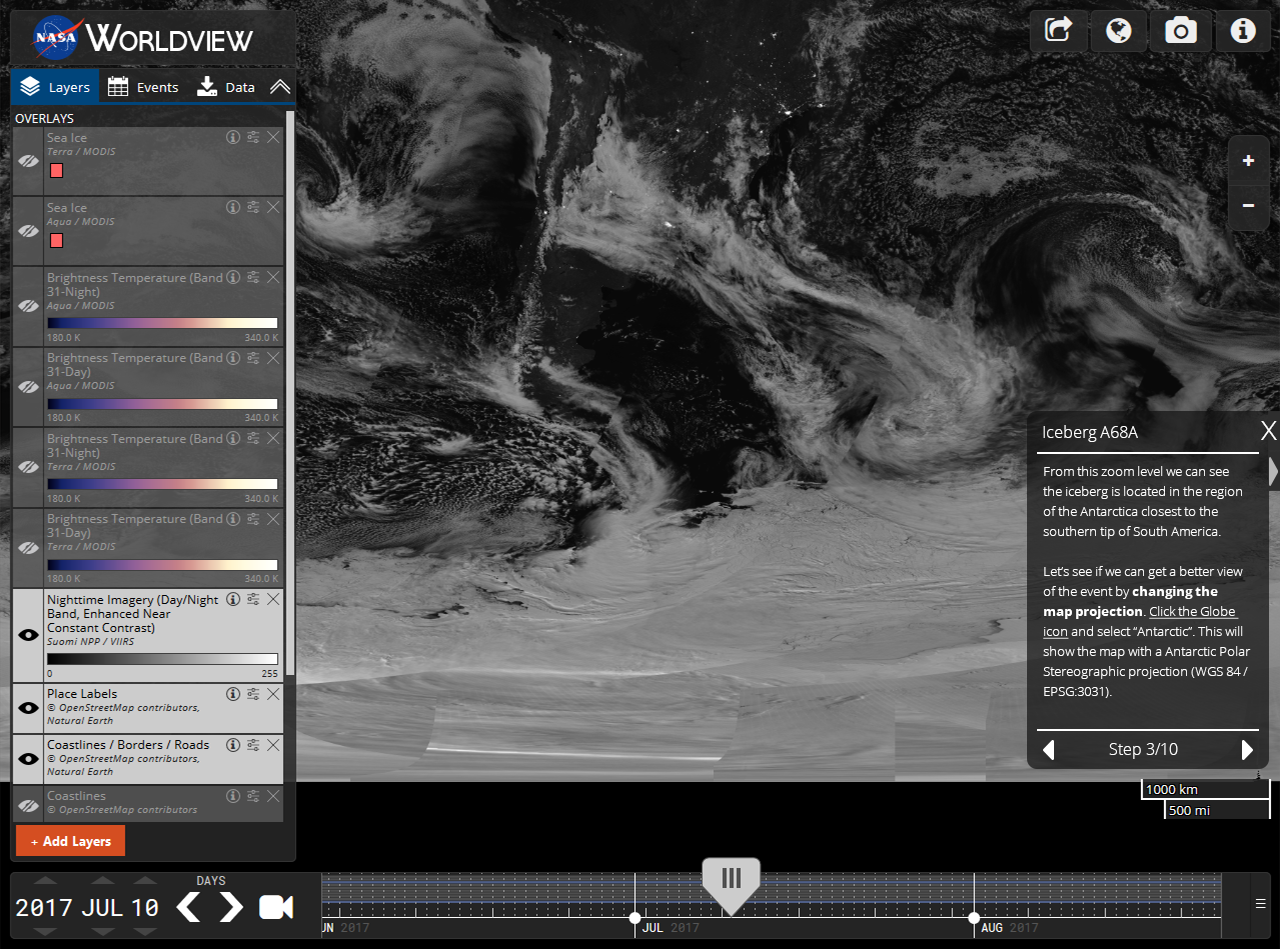 NASA WORLDVIEW
Layers Events Data
OVERLAYS
Sea Ice
Terra / MODIS
Sea Ice
Aqua / MODIS
Brightness Temperature (Band
31-Night)
Aqua / MODIS
180.0 K 340.0 K
Brightness Temperature (Band
31-Day)
Aqua / MODIS
180.0 K 340.0 K
Brightness Temperature (Band
31-Night)
Terra / MODIS
180.0 K 340.0 K
Brightness Temperature (Band
31-Day)
Terra / MODIS
180.0 K 340.0 K
Nighttime Imagery (Day/Night
Band, Enhanced Near
Constant Contrast)
Suomi NPP / VIIRS
0 255
Place Labels
© OpenStreetMap contributors,
Natural Earth
Coastlines / Borders / Roads
© OpenStreetMap contributors,
Natural Earth
Coastlines
© OpenStreetMap contributors
+ Add Layers
Iceberg A68A X
From this zoom level we can see
the iceberg is located in the region
of the Antarctica closest to the
southern tip of South America.
Let's see if we can get a better view
of the event by changing the
map projection. Click the Globe
icon and select “Antarctic”. This will
show the map with a Antarctic Polar
Stereographic projection (WGS 84 /
EPSG:3031).
Step 3/10
1000 km
500 mi
DAYS
2017 JUL 10
UN 2017 JUL 2017 AUG 2017